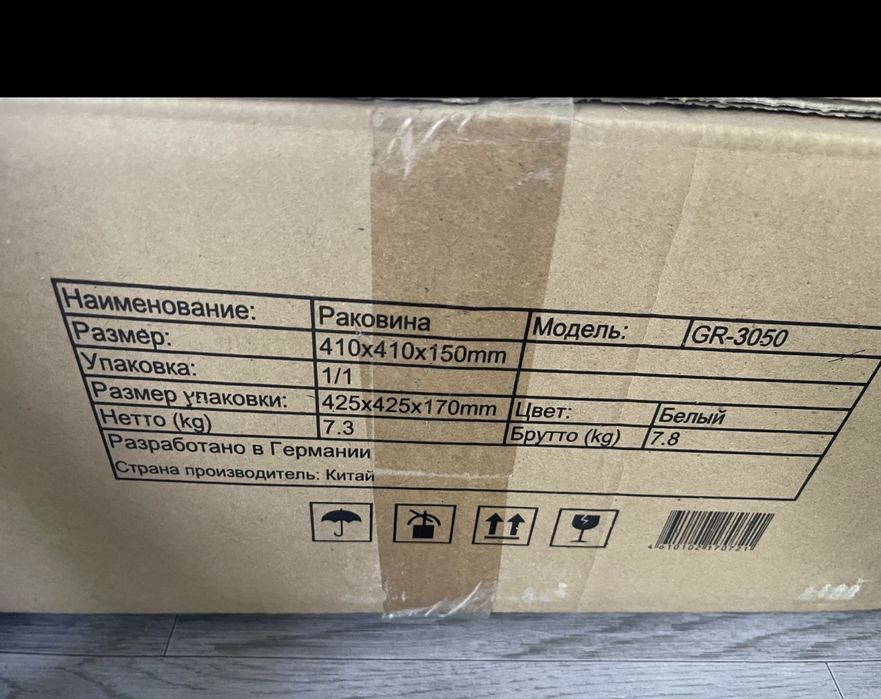 Наименование: Раковина Модель: GR-3050
Размер: 410x410x150mm
Упаковка: 1/1
Размер упаковки: 425x425x170mm Цвет: Белый
Нетто (kg) 7.3 Брутто (kg) 7.8
Разработано в Германии
Страна производитель: Китай
4610102170721